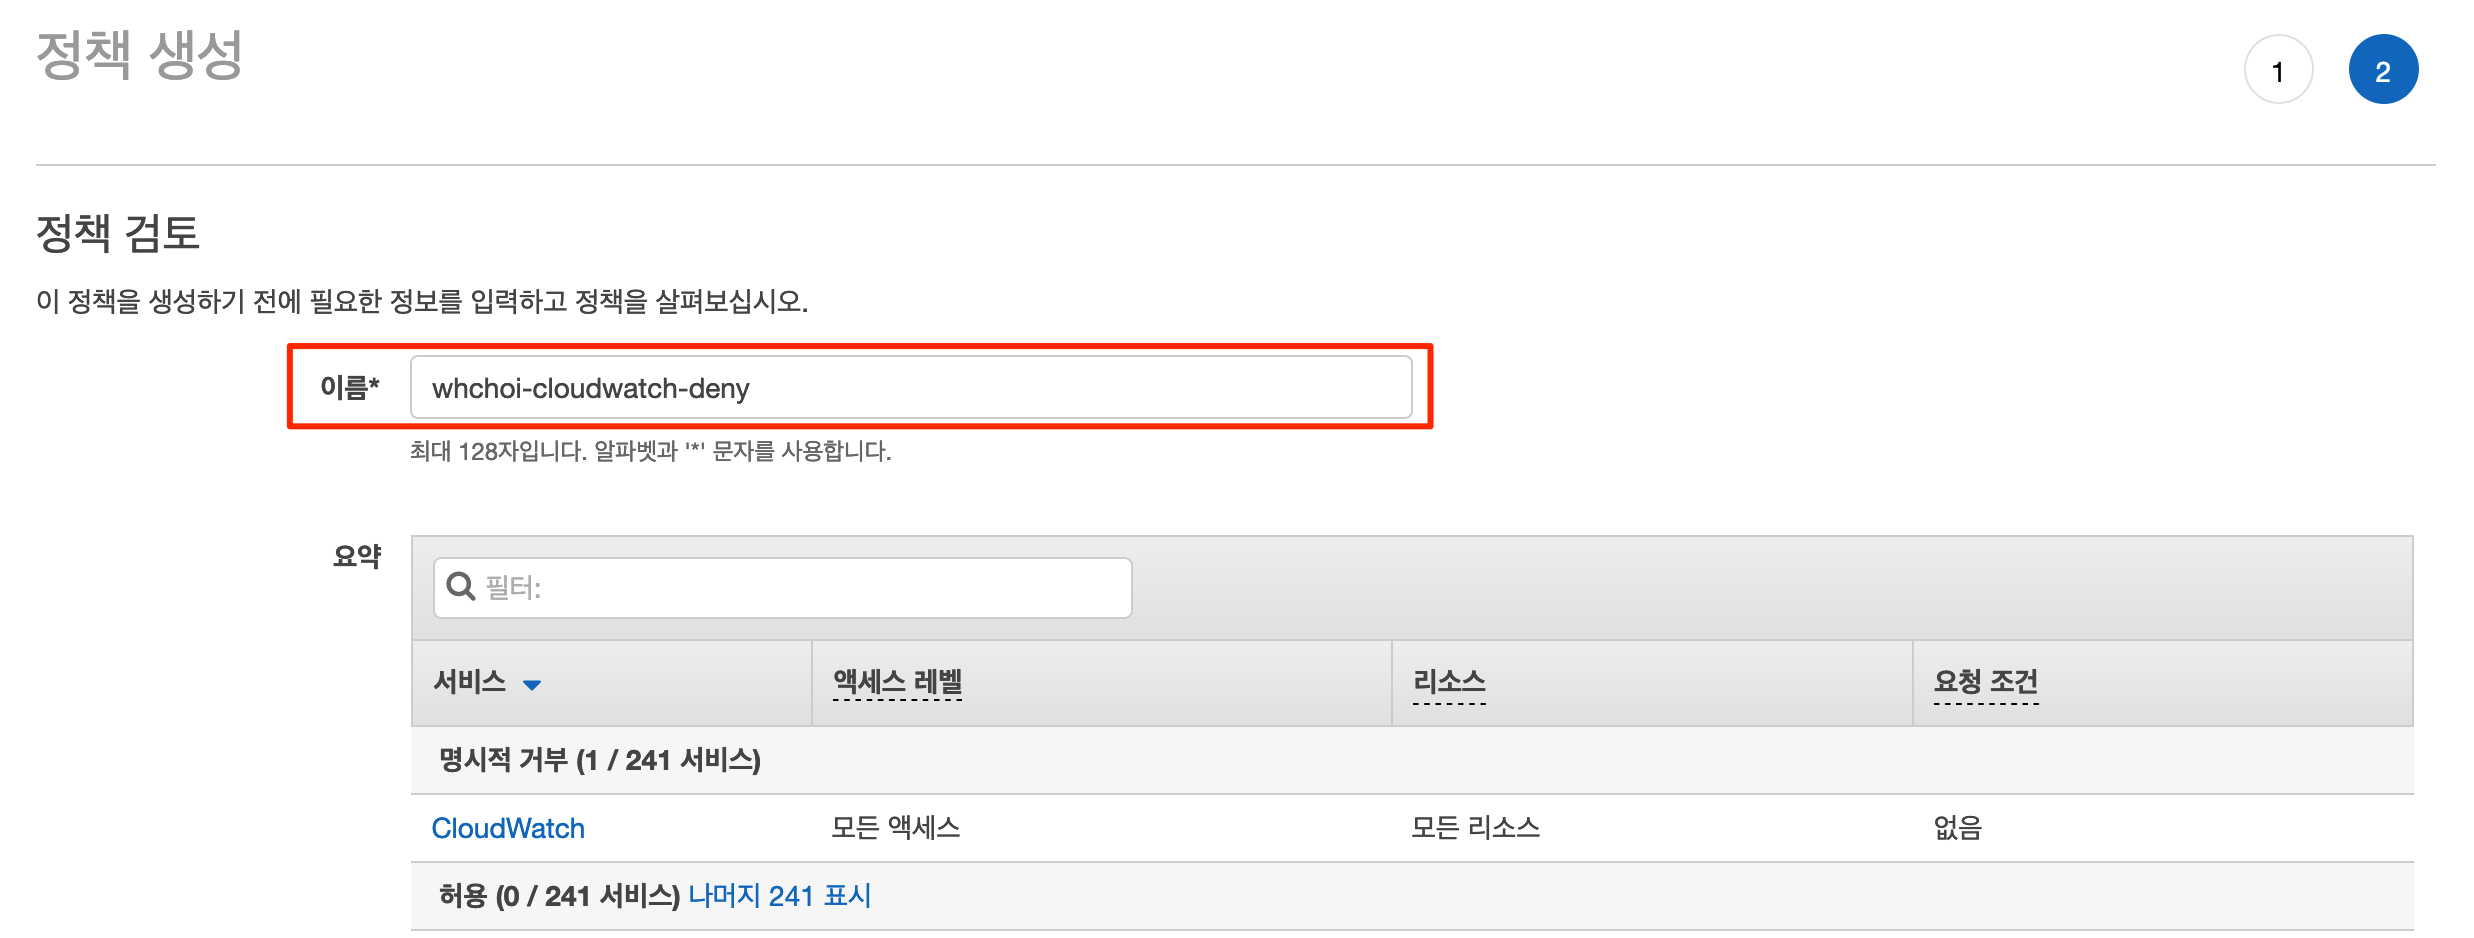 정책 생성
1 2
정책 검토
이 정책을 생성하기 전에 필요한 정보를 입력하고 정책을 살펴보십시오.
이름* whchoi-cloudwatch-deny
최대 128자입니다. 알파벳과 '*' 문자를 사용합니다.
요약 필터:
서비스 액세스 레벨 리소스 요청 조건
명시적 거부 (1 / 241 서비스)
CloudWatch 모든 액세스 모든 리소스 없음
허용 (0 / 241 서비스) 나머지 241 표시